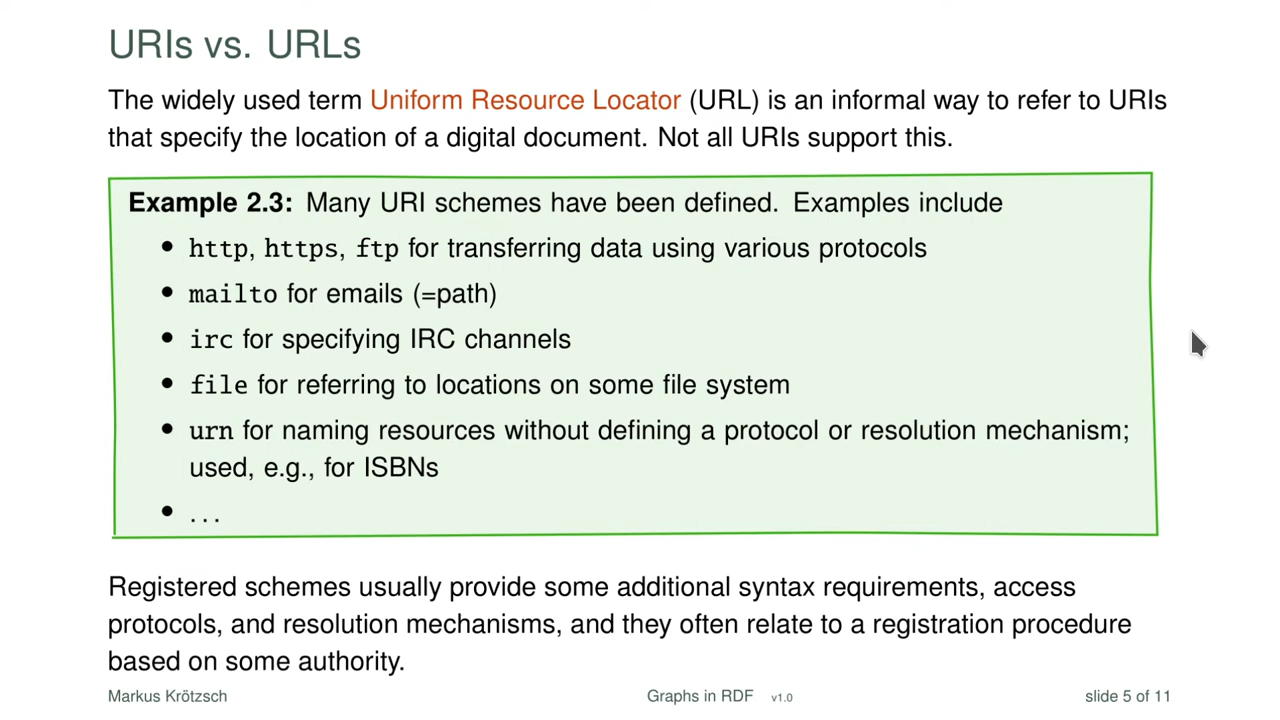 URIs vs. URLs
The widely used term Uniform Resource Locator (URL) is an informal way to refer to URIs
that specify the location of a digital document. Not all URIs support this.
Example 2.3: Many URI schemes have been defined. Examples include
• http, https, ftp for transferring data using various protocols
• mailto for emails (=path)
• irc for specifying IRC channels
• file for referring to locations on some file system
• urn for naming resources without defining a protocol or resolution mechanism;
used, e.g., for ISBNs
• . . .
Registered schemes usually provide some additional syntax requirements, access
protocols, and resolution mechanisms, and they often relate to a registration procedure
based on some authority.
Markus Krötzsch Graphs in RDF v1.0 slide 5 of 11